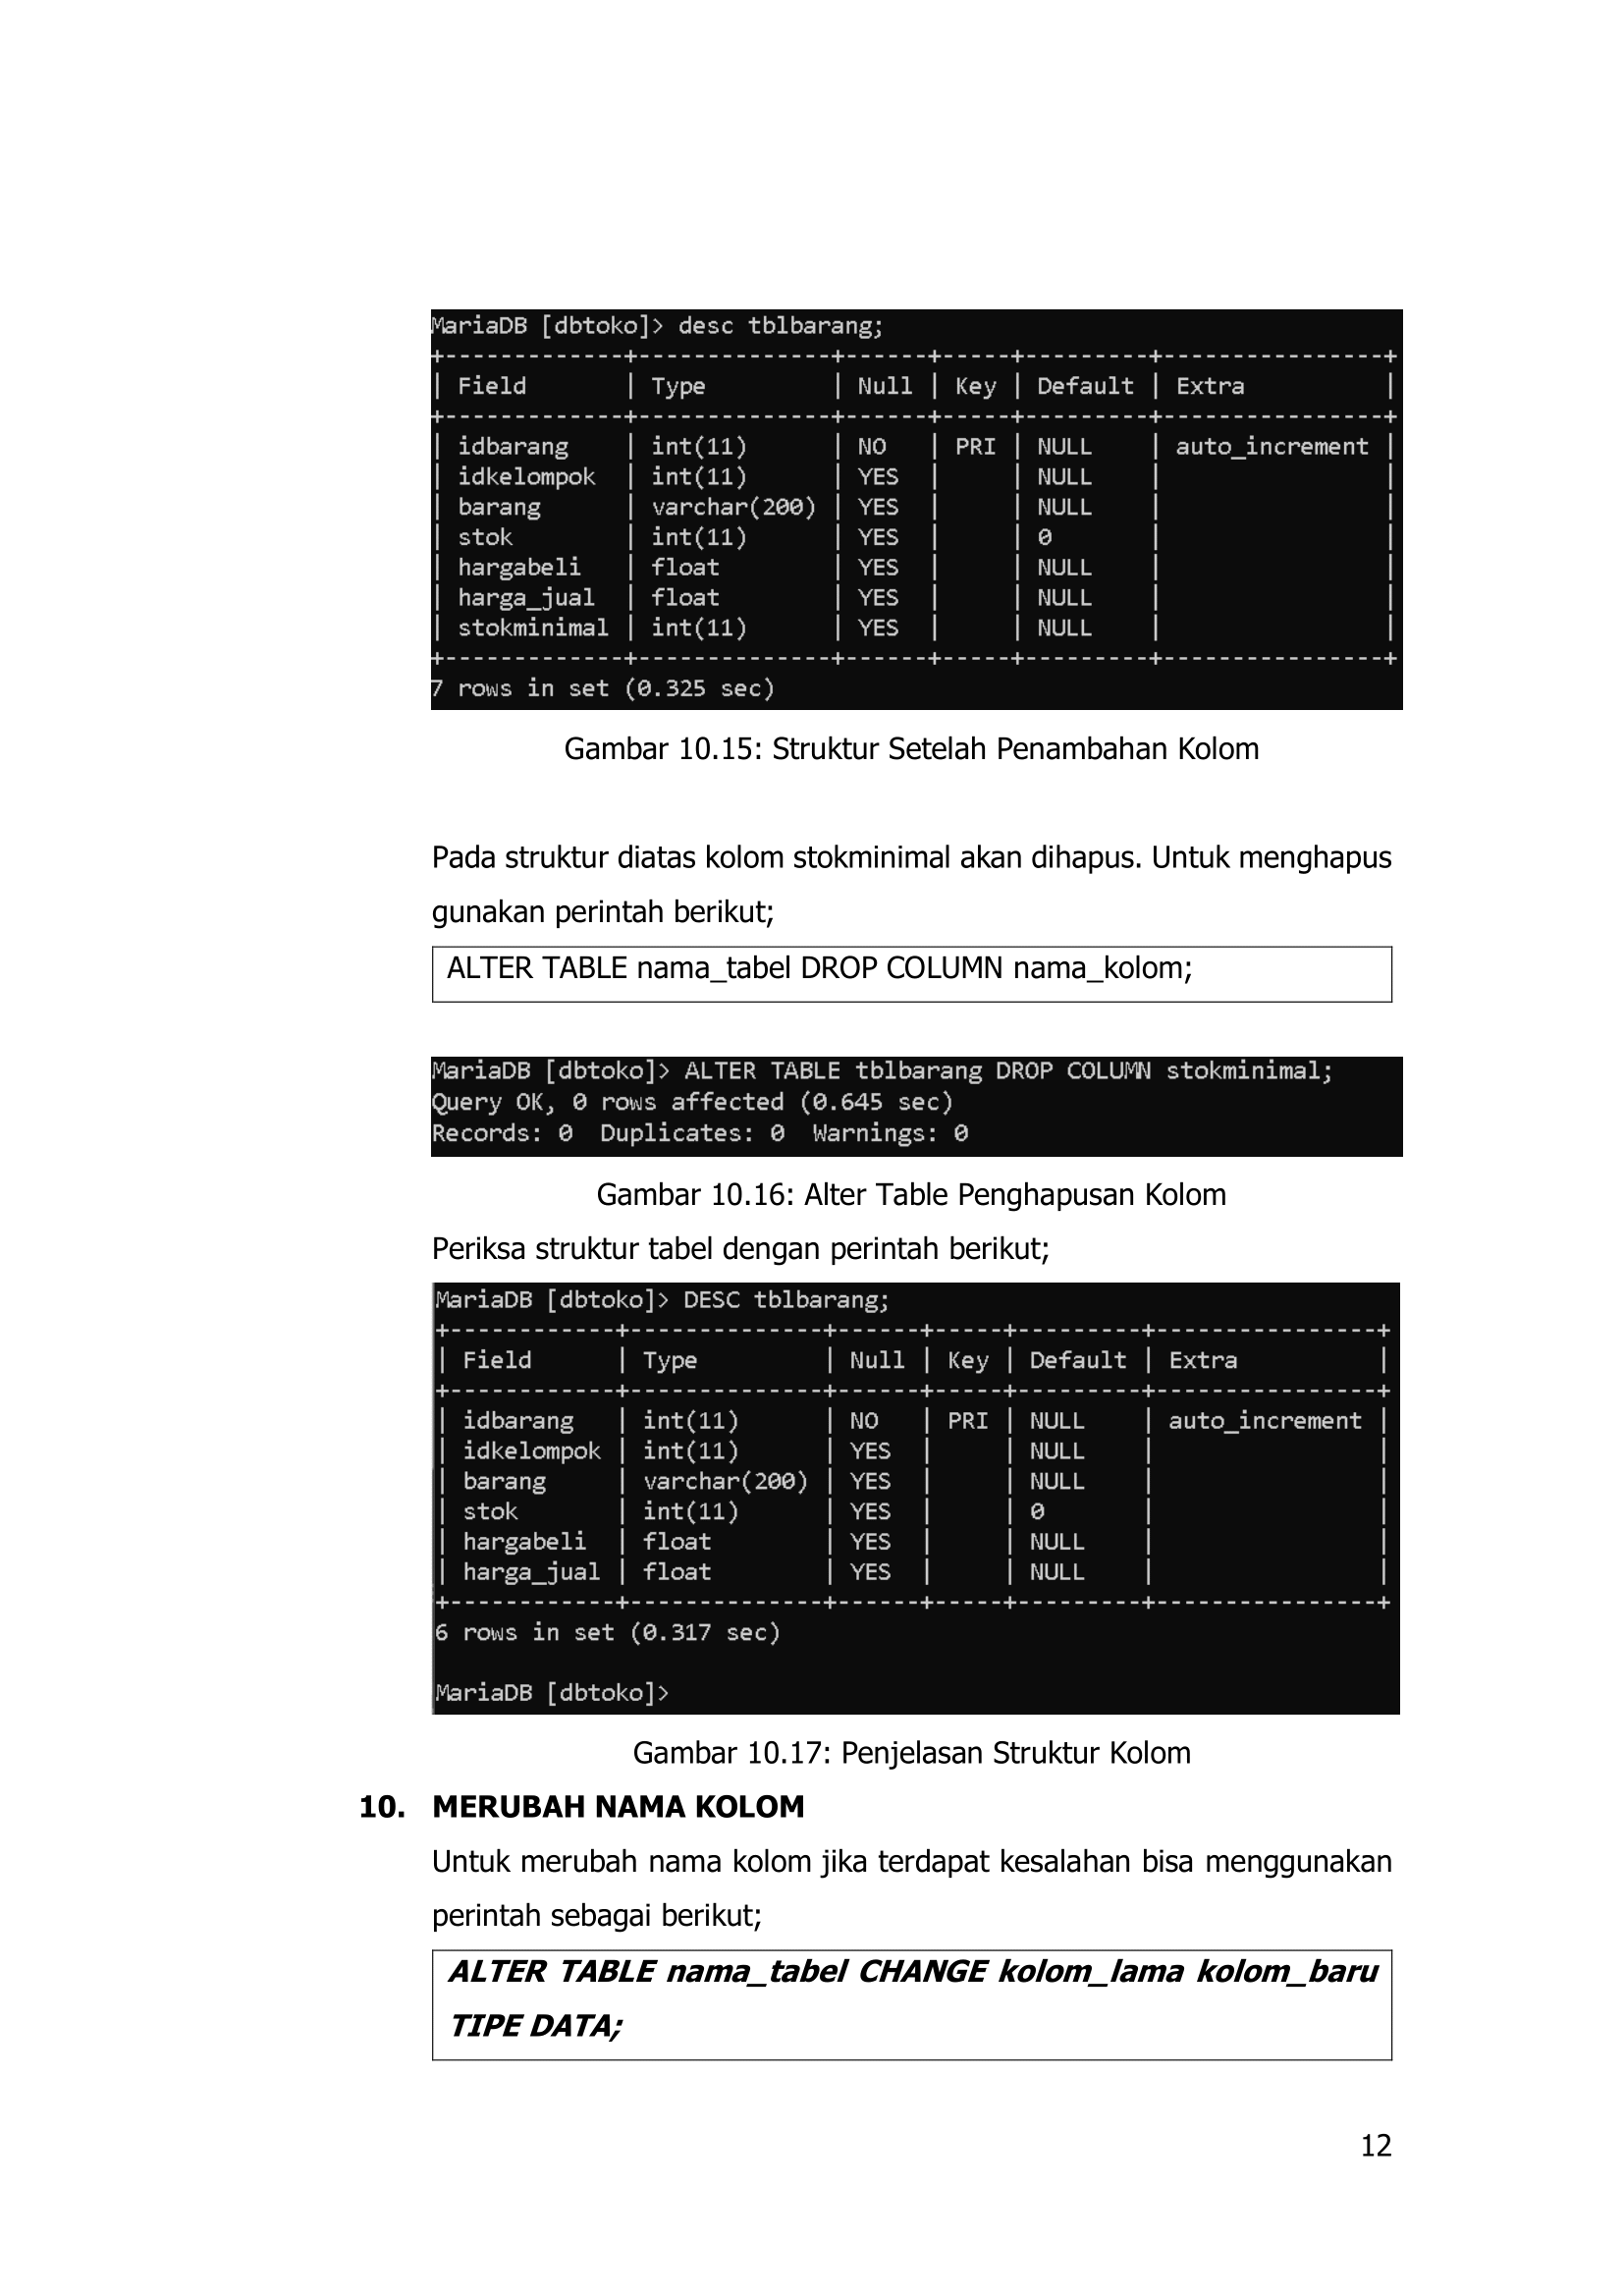 MariaDB [dbtoko]> desc tblbarang;
+-------------+--------------+------+-----+---------+----------------+
| Field       | Type         | Null | Key | Default | Extra          |
+-------------+--------------+------+-----+---------+----------------+
| idbarang    | int(11)      | NO   | PRI | NULL    | auto_increment |
| idkelompok  | int(11)      | YES  |     | NULL    |                |
| barang      | varchar(200) | YES  |     | NULL    |                |
| stok        | int(11)      | YES  |     | 0       |                |
| hargabeli   | float        | YES  |     | NULL    |                |
| harga_jual  | float        | YES  |     | NULL    |                |
| stokminimal | int(11)      | YES  |     | NULL    |                |
+-------------+--------------+------+-----+---------+----------------+
7 rows in set (0.325 sec)
Gambar 10.15: Struktur Setelah Penambahan Kolom
Pada struktur diatas kolom stokminimal akan dihapus. Untuk menghapus
gunakan perintah berikut;
ALTER TABLE nama_tabel DROP COLUMN nama_kolom;
MariaDB [dbtoko]> ALTER TABLE tblbarang DROP COLUMN stokminimal;
Query OK, 0 rows affected (0.645 sec)
Records: 0  Duplicates: 0  Warnings: 0
Gambar 10.16: Alter Table Penghapusan Kolom
Periksa struktur tabel dengan perintah berikut;
MariaDB [dbtoko]> DESC tblbarang;
+------------+--------------+------+-----+---------+----------------+
| Field      | Type         | Null | Key | Default | Extra          |
+------------+--------------+------+-----+---------+----------------+
| idbarang   | int(11)      | NO   | PRI | NULL    | auto_increment |
| idkelompok | int(11)      | YES  |     | NULL    |                |
| barang     | varchar(200) | YES  |     | NULL    |                |
| stok       | int(11)      | YES  |     | 0       |                |
| hargabeli  | float        | YES  |     | NULL    |                |
| harga_jual | float        | YES  |     | NULL    |                |
+------------+--------------+------+-----+---------+----------------+
6 rows in set (0.317 sec)
MariaDB [dbtoko]>
Gambar 10.17: Penjelasan Struktur Kolom
10. MERUBAH NAMA KOLOM
Untuk merubah nama kolom jika terdapat kesalahan bisa menggunakan
perintah sebagai berikut;
ALTER TABLE nama_tabel CHANGE kolom_lama kolom_baru
TIPE DATA;
12